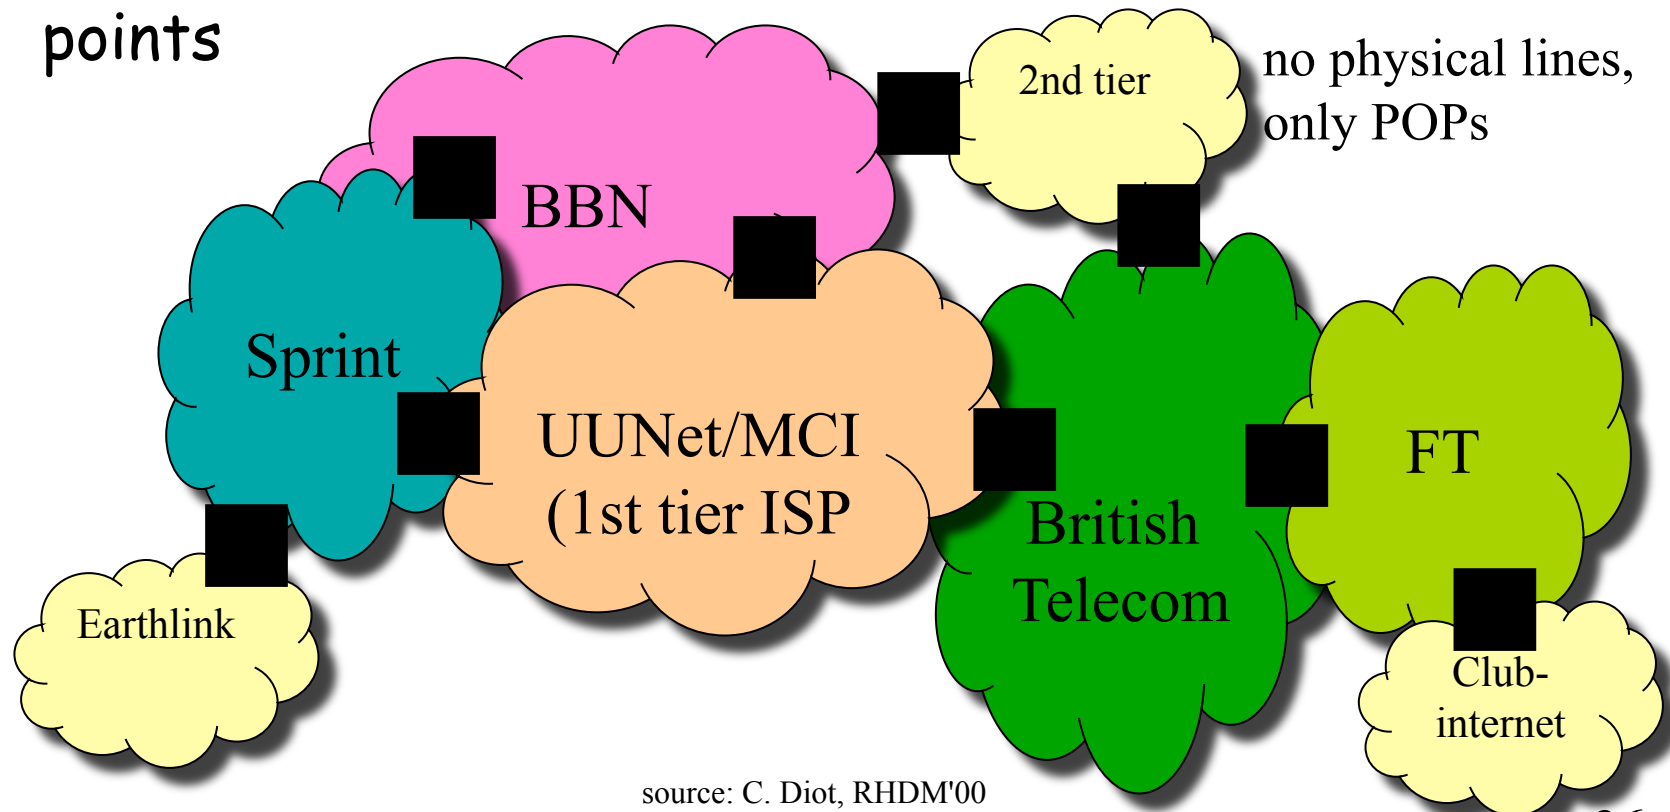 points
2nd tier
no physical lines,
only POPs
BBN
Sprint
UUNet/MCI
(1st tier ISP
FT
British
Telecom
Earthlink
Club-
internet
source: C. Diot, RHDM'00